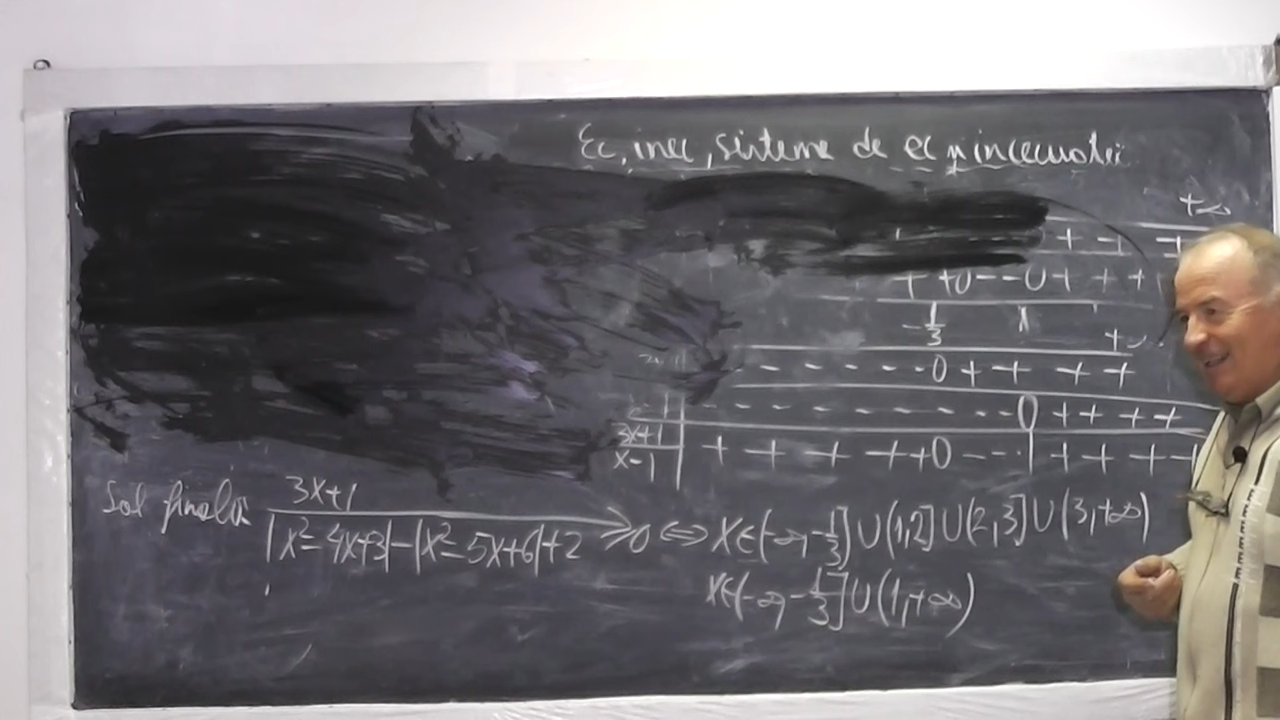 Ec, inec, sisteme de ec și inecuații
+∞
+ - +
+ + 0 - - 0 + + +
-1/3 1
+∞
- - - - - 0 + + + +
- - - - - - - - 0 + + + +
(3x+1)/(x-1) + + + + + 0 - - - + + + +
Sol finală: (3x+1)/(|x²-4x+3|-|x²-5x+6|+2) ≥0 ⟺ x∈(-∞,-1/3]∪(1,2]∪(2,3]∪(3,+∞)
x∈(-∞,-1/3]∪(1,+∞)